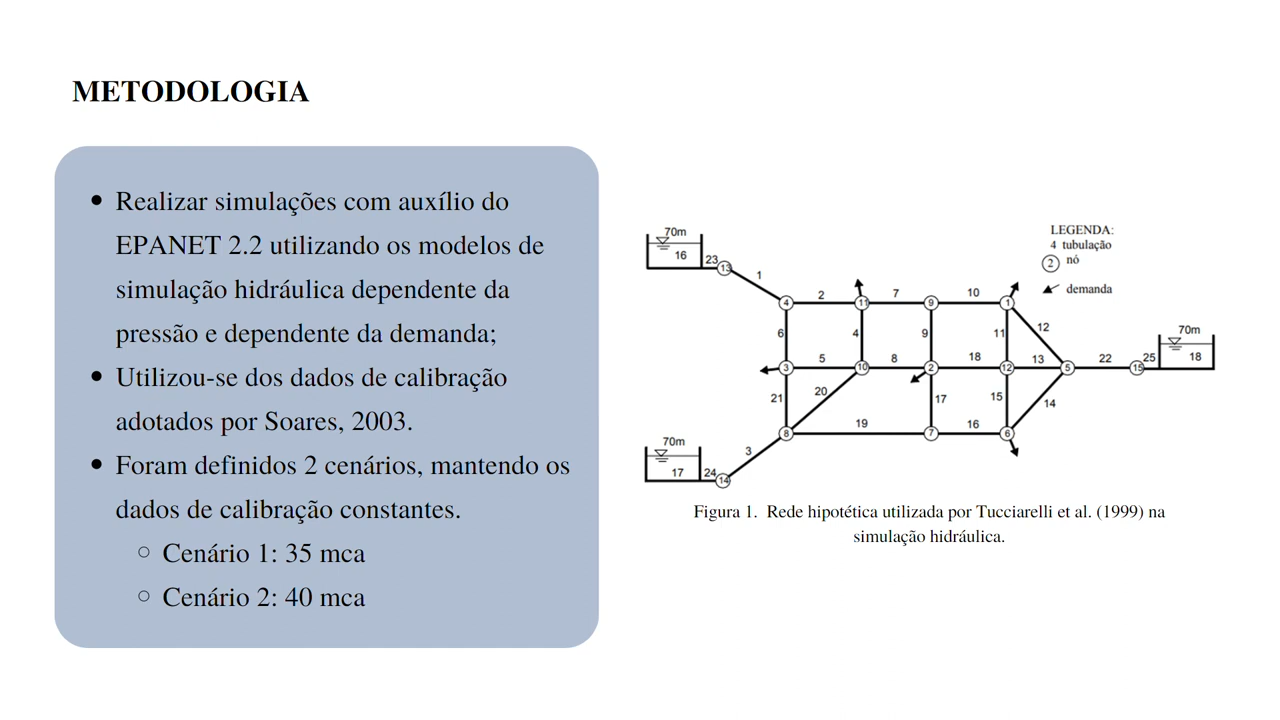 METODOLOGIA
Realizar simulações com auxílio do
EPANET 2.2 utilizando os modelos de
simulação hidráulica dependente da
pressão e dependente da demanda;
Utilizou-se dos dados de calibração
adotados por Soares, 2003.
Foram definidos 2 cenários, mantendo os
dados de calibração constantes.
Cenário 1: 35 mca
Cenário 2: 40 mca
70m
16
23
13
1
LEGENDA:
4 tubulação
2 nó
demanda
4
2
11
7
9
10
1
6
4
9
11
12
70m
18
3
5
10
8
2
18
12
13
5
22
15
25
21
20
17
15
14
8
19
7
16
6
70m
17
24
14
3
Figura 1. Rede hipotética utilizada por Tucciarelli et al. (1999) na
simulação hidráulica.